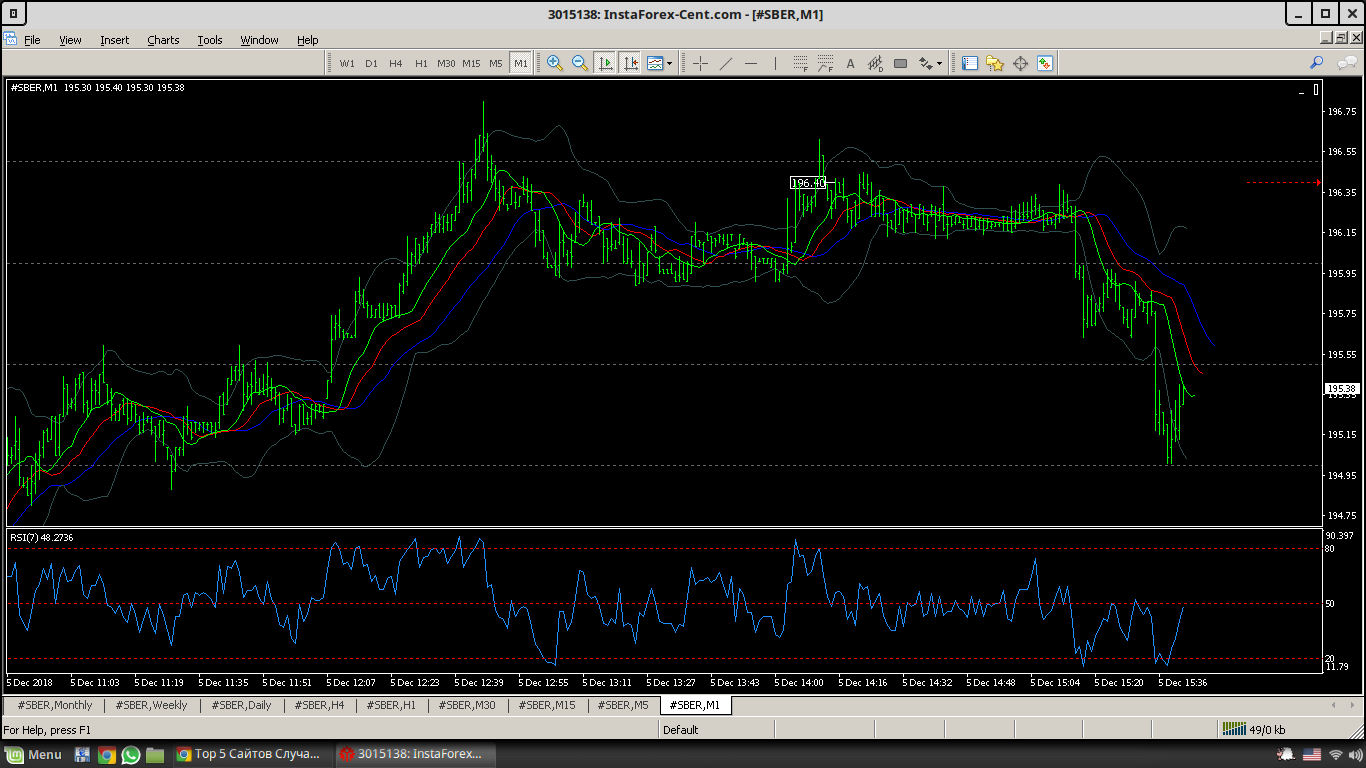 3015138: InstaForex-Cent.com - [#SBER,M1]
File View Insert Charts Tools Window Help
W1 D1 H4 H1 M30 M15 M5 M1
#SBER,M1 195.30 195.40 195.30 195.38
196.75
196.55
196.40
196.35
196.15
195.95
195.75
195.55
195.38
195.35
195.15
194.95
194.75
RSI(7) 48.2736
90.397
80
50
20
11.79
5 Dec 2018 5 Dec 11:03 5 Dec 11:19 5 Dec 11:35 5 Dec 11:51 5 Dec 12:07 5 Dec 12:23 5 Dec 12:39 5 Dec 12:55 5 Dec 13:11 5 Dec 13:27 5 Dec 13:43 5 Dec 14:00 5 Dec 14:16 5 Dec 14:32 5 Dec 14:48 5 Dec 15:04 5 Dec 15:20 5 Dec 15:36
#SBER,Monthly #SBER,Weekly #SBER,Daily #SBER,H4 #SBER,H1 #SBER,M30 #SBER,M15 #SBER,M5 #SBER,M1
For Help, press F1 Default 49/0 kb
Menu Top 5 Сайтов Случа... 3015138: InstaForex...